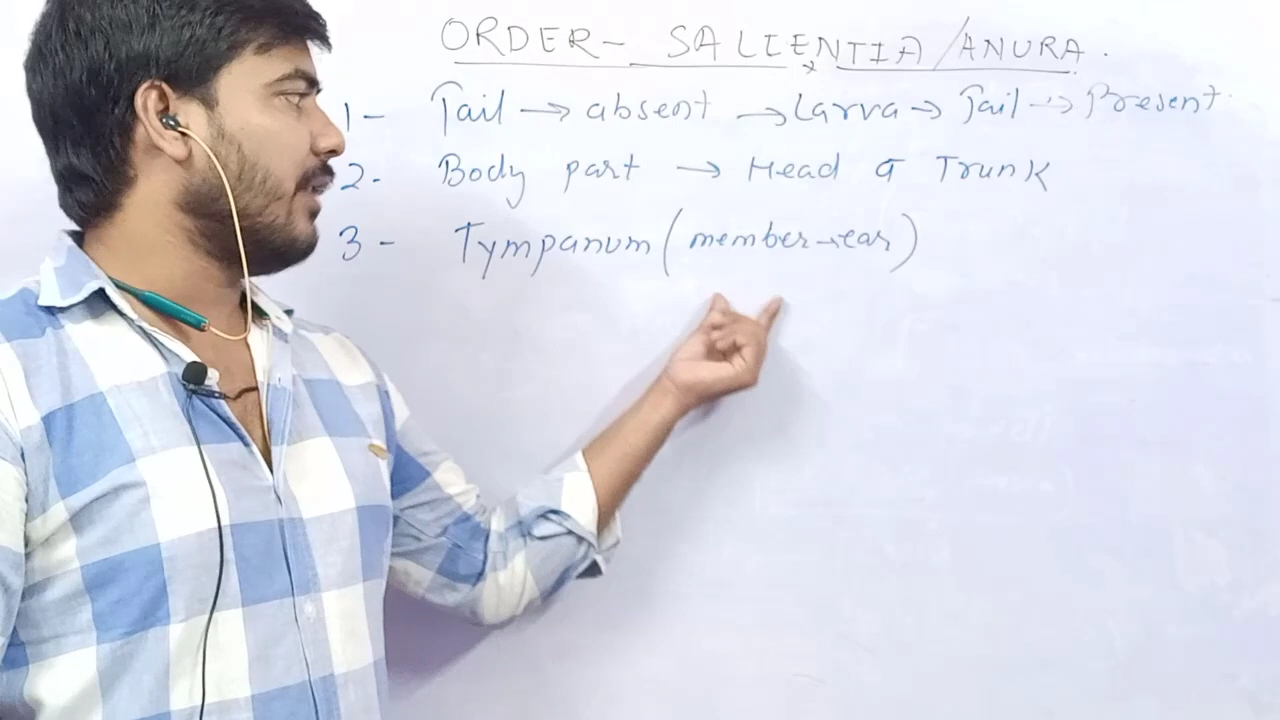 ORDER- SALIENTIA/ANURA.
1- Tail → absent → Larva → Tail → Present.
2- Body part → Head & Trunk
3- Tympanum (member → ear)